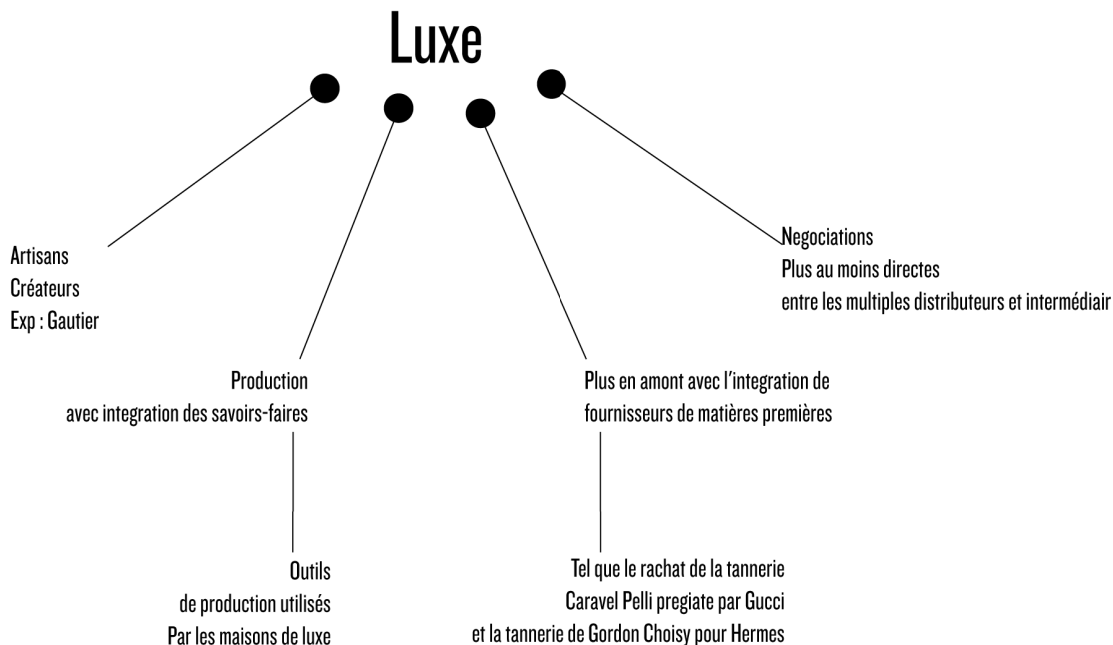 Luxe
Artisans
Créateurs
Exp : Gautier
Production
avec integration des savoirs-faires
Outils
de production utilisés
Par les maisons de luxe
Plus en amont avec l'integration de
fournisseurs de matières premières
Tel que le rachat de la tannerie
Caravel Pelli pregiate par Gucci
et la tannerie de Gordon Choisy pour Hermes
Negociations
Plus au moins directes
entre les multiples distributeurs et intermédiair